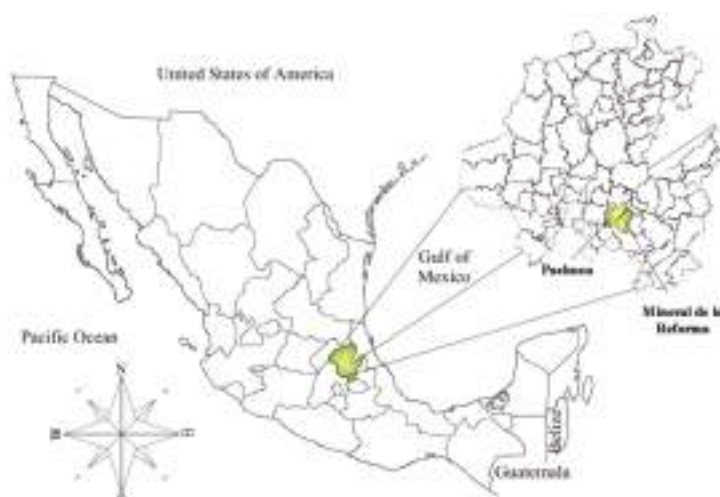 United States of America
Gulf of
Mexico
Pachuca
Mineral de la
Reforma
Pacific Ocean
N
E
Belize
Guatemala